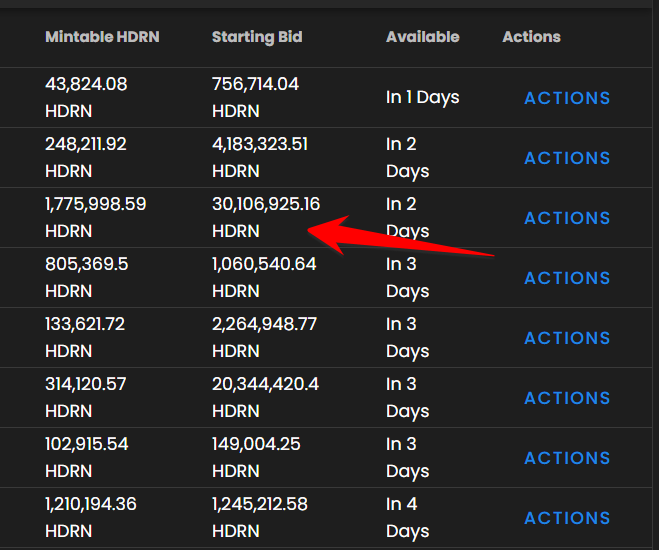 Mintable HDRN Starting Bid Available Actions
43,824.08 756,714.04
In 1 Days ACTIONS
HDRN HDRN
248,211.92 4,183,323.51 In 2
ACTIONS
HDRN HDRN Days
1,775,998.59 30,106,925.16 In 2
ACTIONS
HDRN HDRN Days
805,369.5 1,060,540.64 In 3
ACTIONS
HDRN HDRN Days
133,621.72 2,264,948.77 In 3
ACTIONS
HDRN HDRN Days
314,120.57 20,344,420.4 In 3
ACTIONS
HDRN HDRN Days
102,915.54 149,004.25 In 3
ACTIONS
HDRN HDRN Days
1,210,194.36 1,245,212.58 In 4
ACTIONS
HDRN HDRN Days